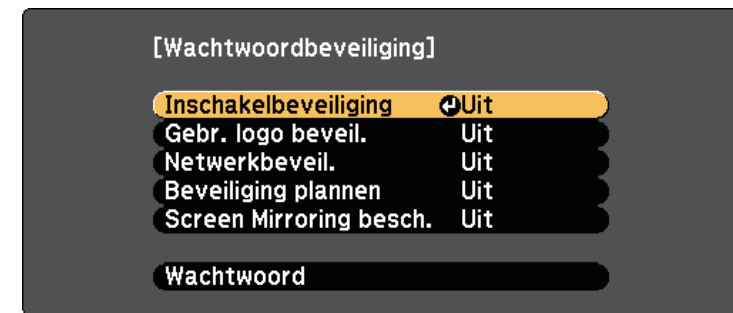 [Wachtwoordbeveiliging]
Inschakelbeveiliging Uit
Gebr. logo beveil. Uit
Netwerkbeveil. Uit
Beveiliging plannen Uit
Screen Mirroring besch. Uit
Wachtwoord